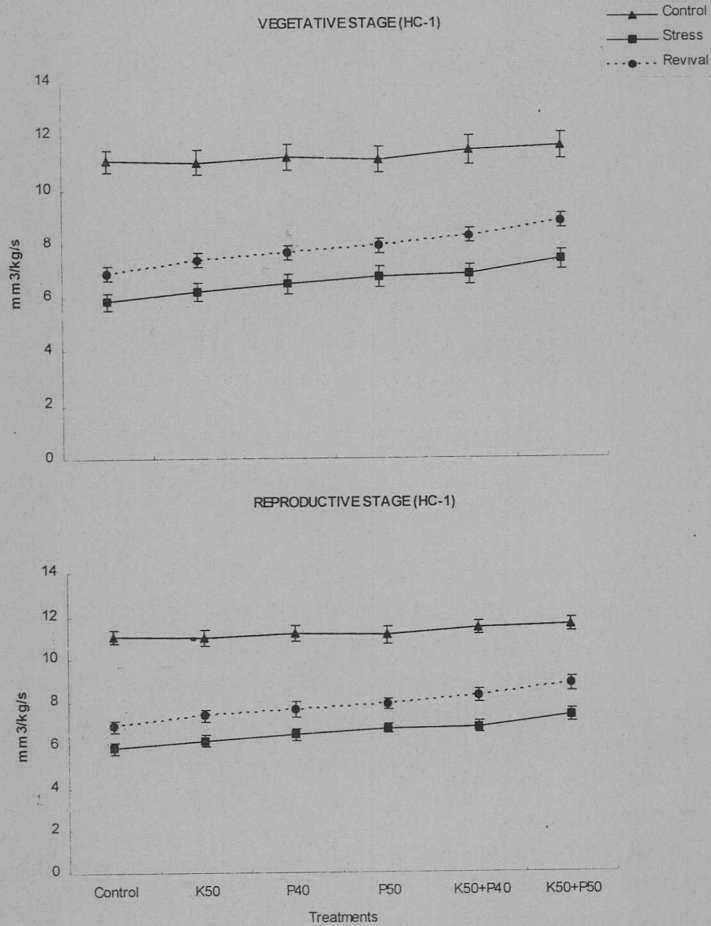 VEGETATIVE STAGE (HC-1)
Control
Stress
Revival
14
12
10
8
6
4
2
0
mm3/kg/s
REPRODUCTIVE STAGE (HC-1)
14
12
10
8
6
4
2
0
mm3/kg/s
Control K50 P40 P50 K50+P40 K50+P50
Treatments